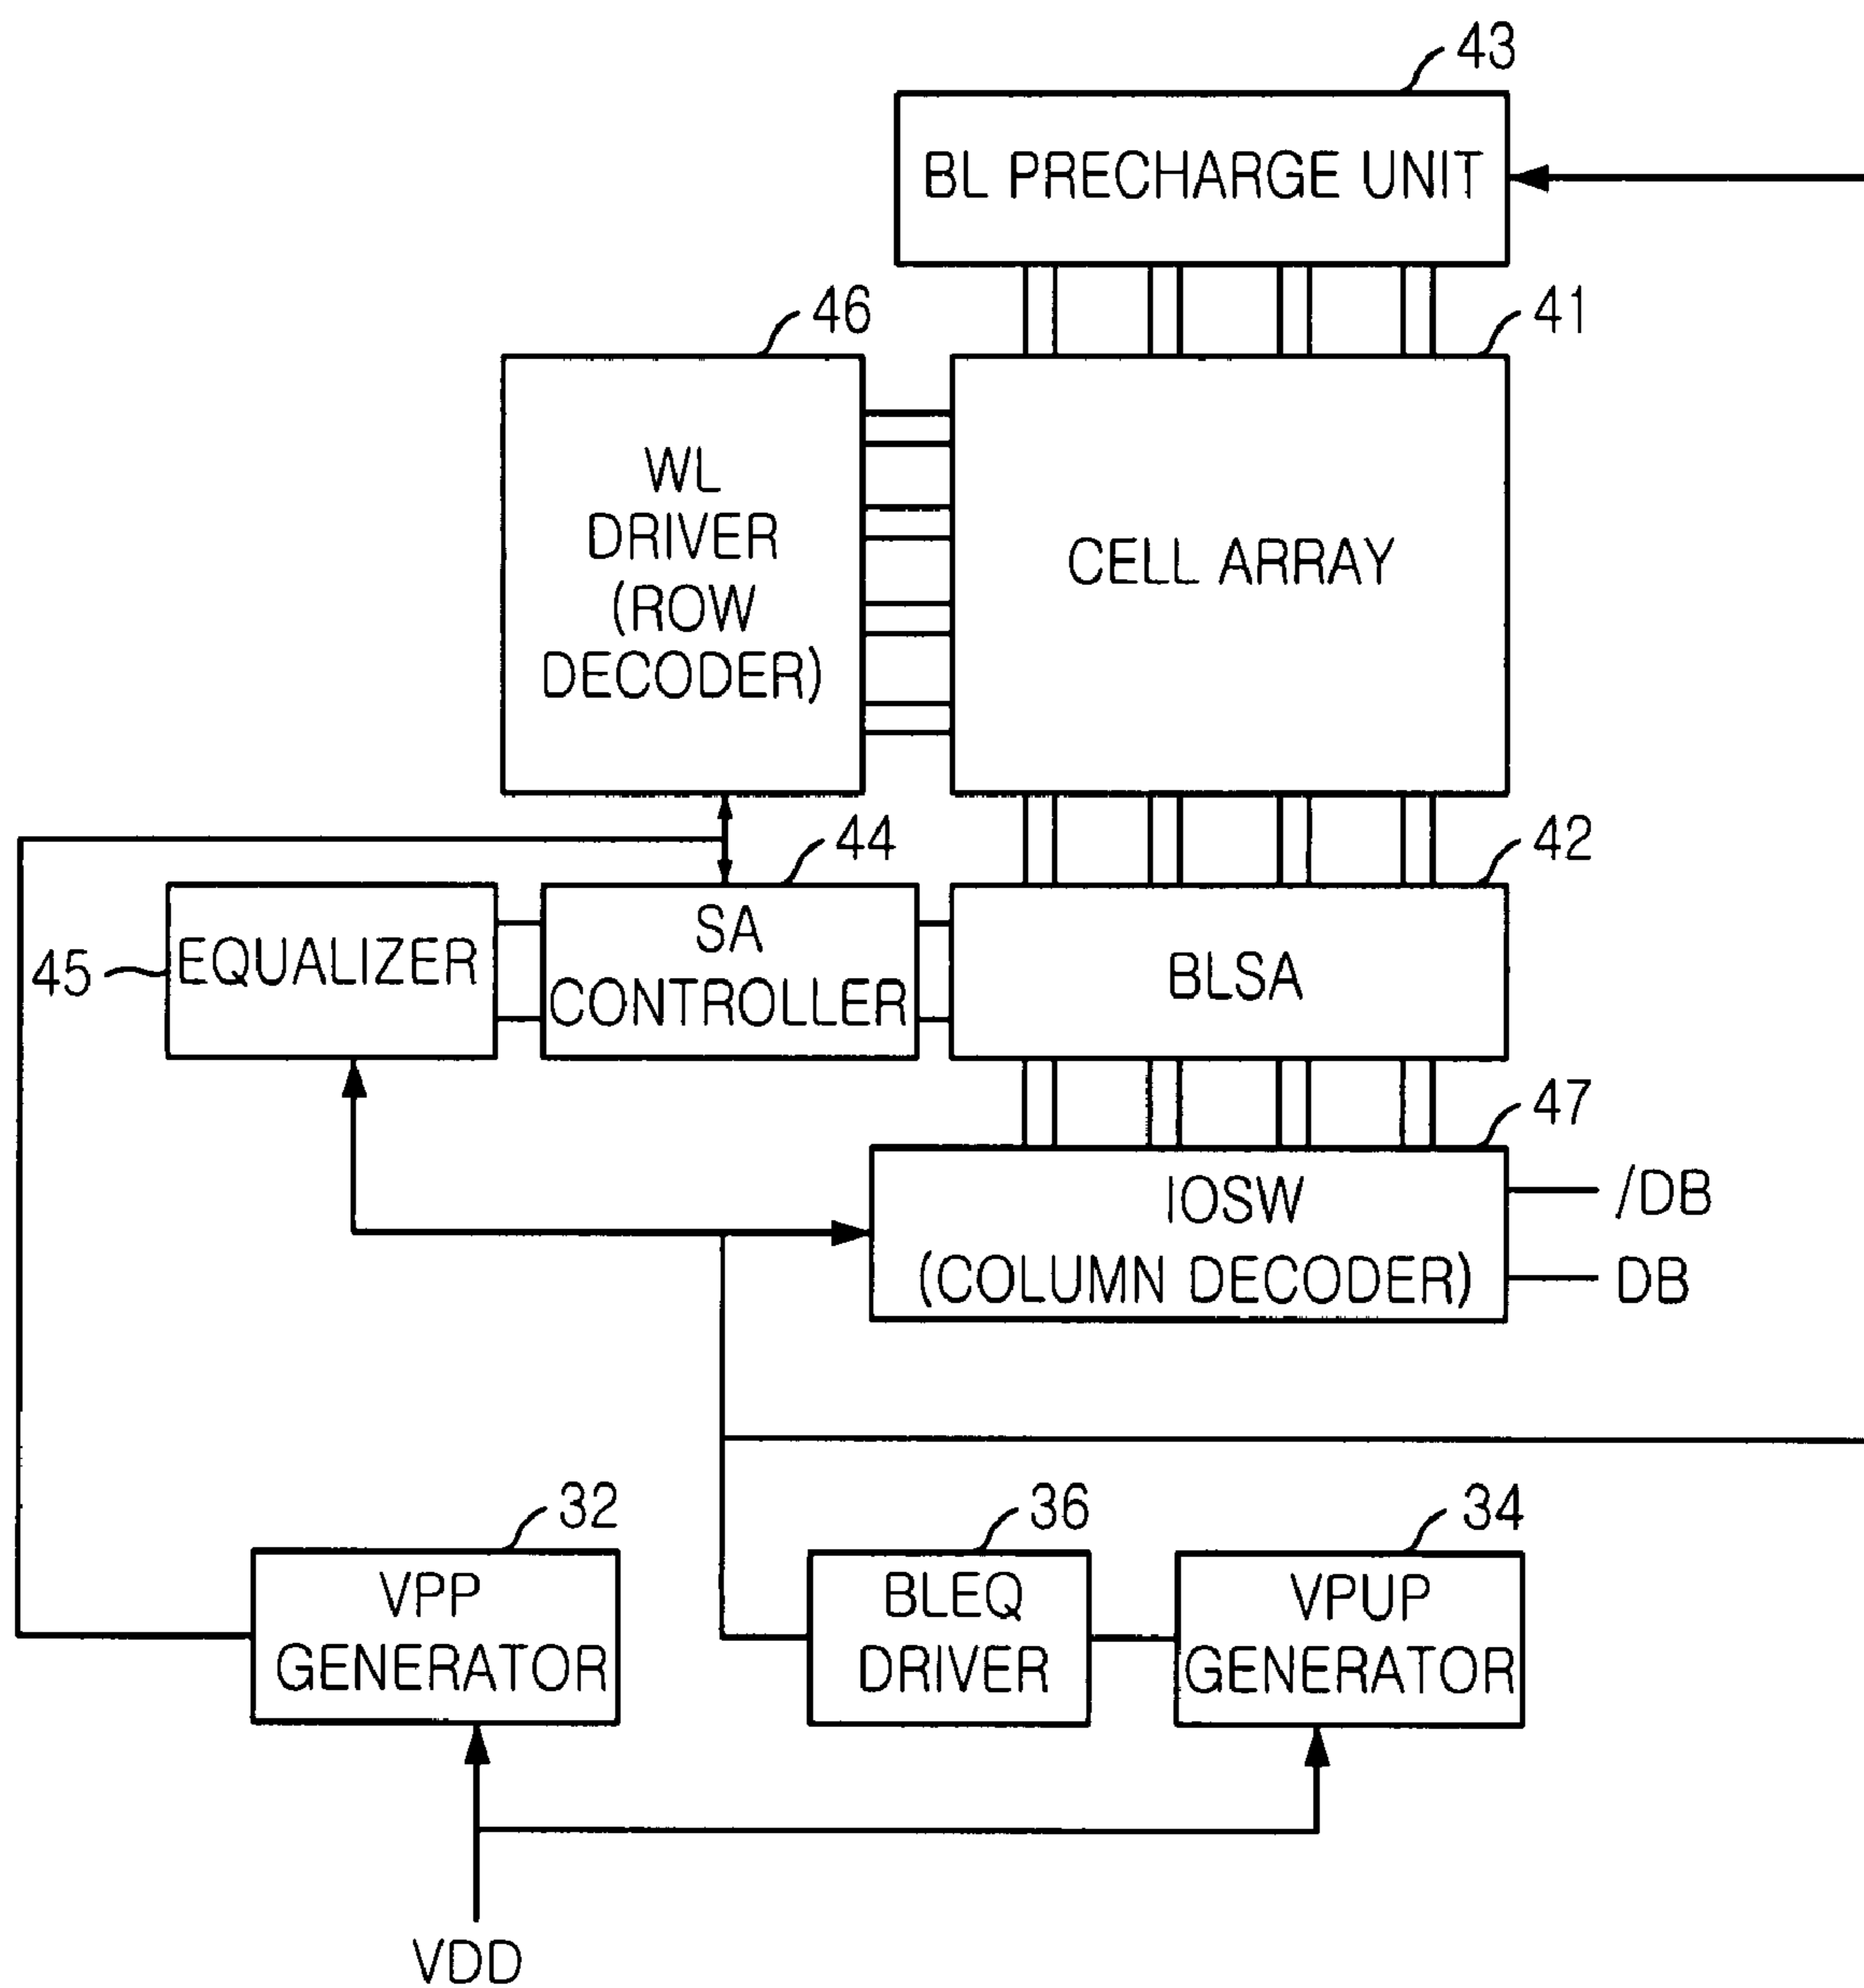 43
BL PRECHARGE UNIT
46
41
WL
DRIVER
(ROW
DECODER)
CELL ARRAY
44
42
45
EQUALIZER
SA
CONTROLLER
BLSA
47
IOSW
(COLUMN DECODER)
/DB
DB
32
36
34
VPP
GENERATOR
BLEQ
DRIVER
VPUP
GENERATOR
VDD